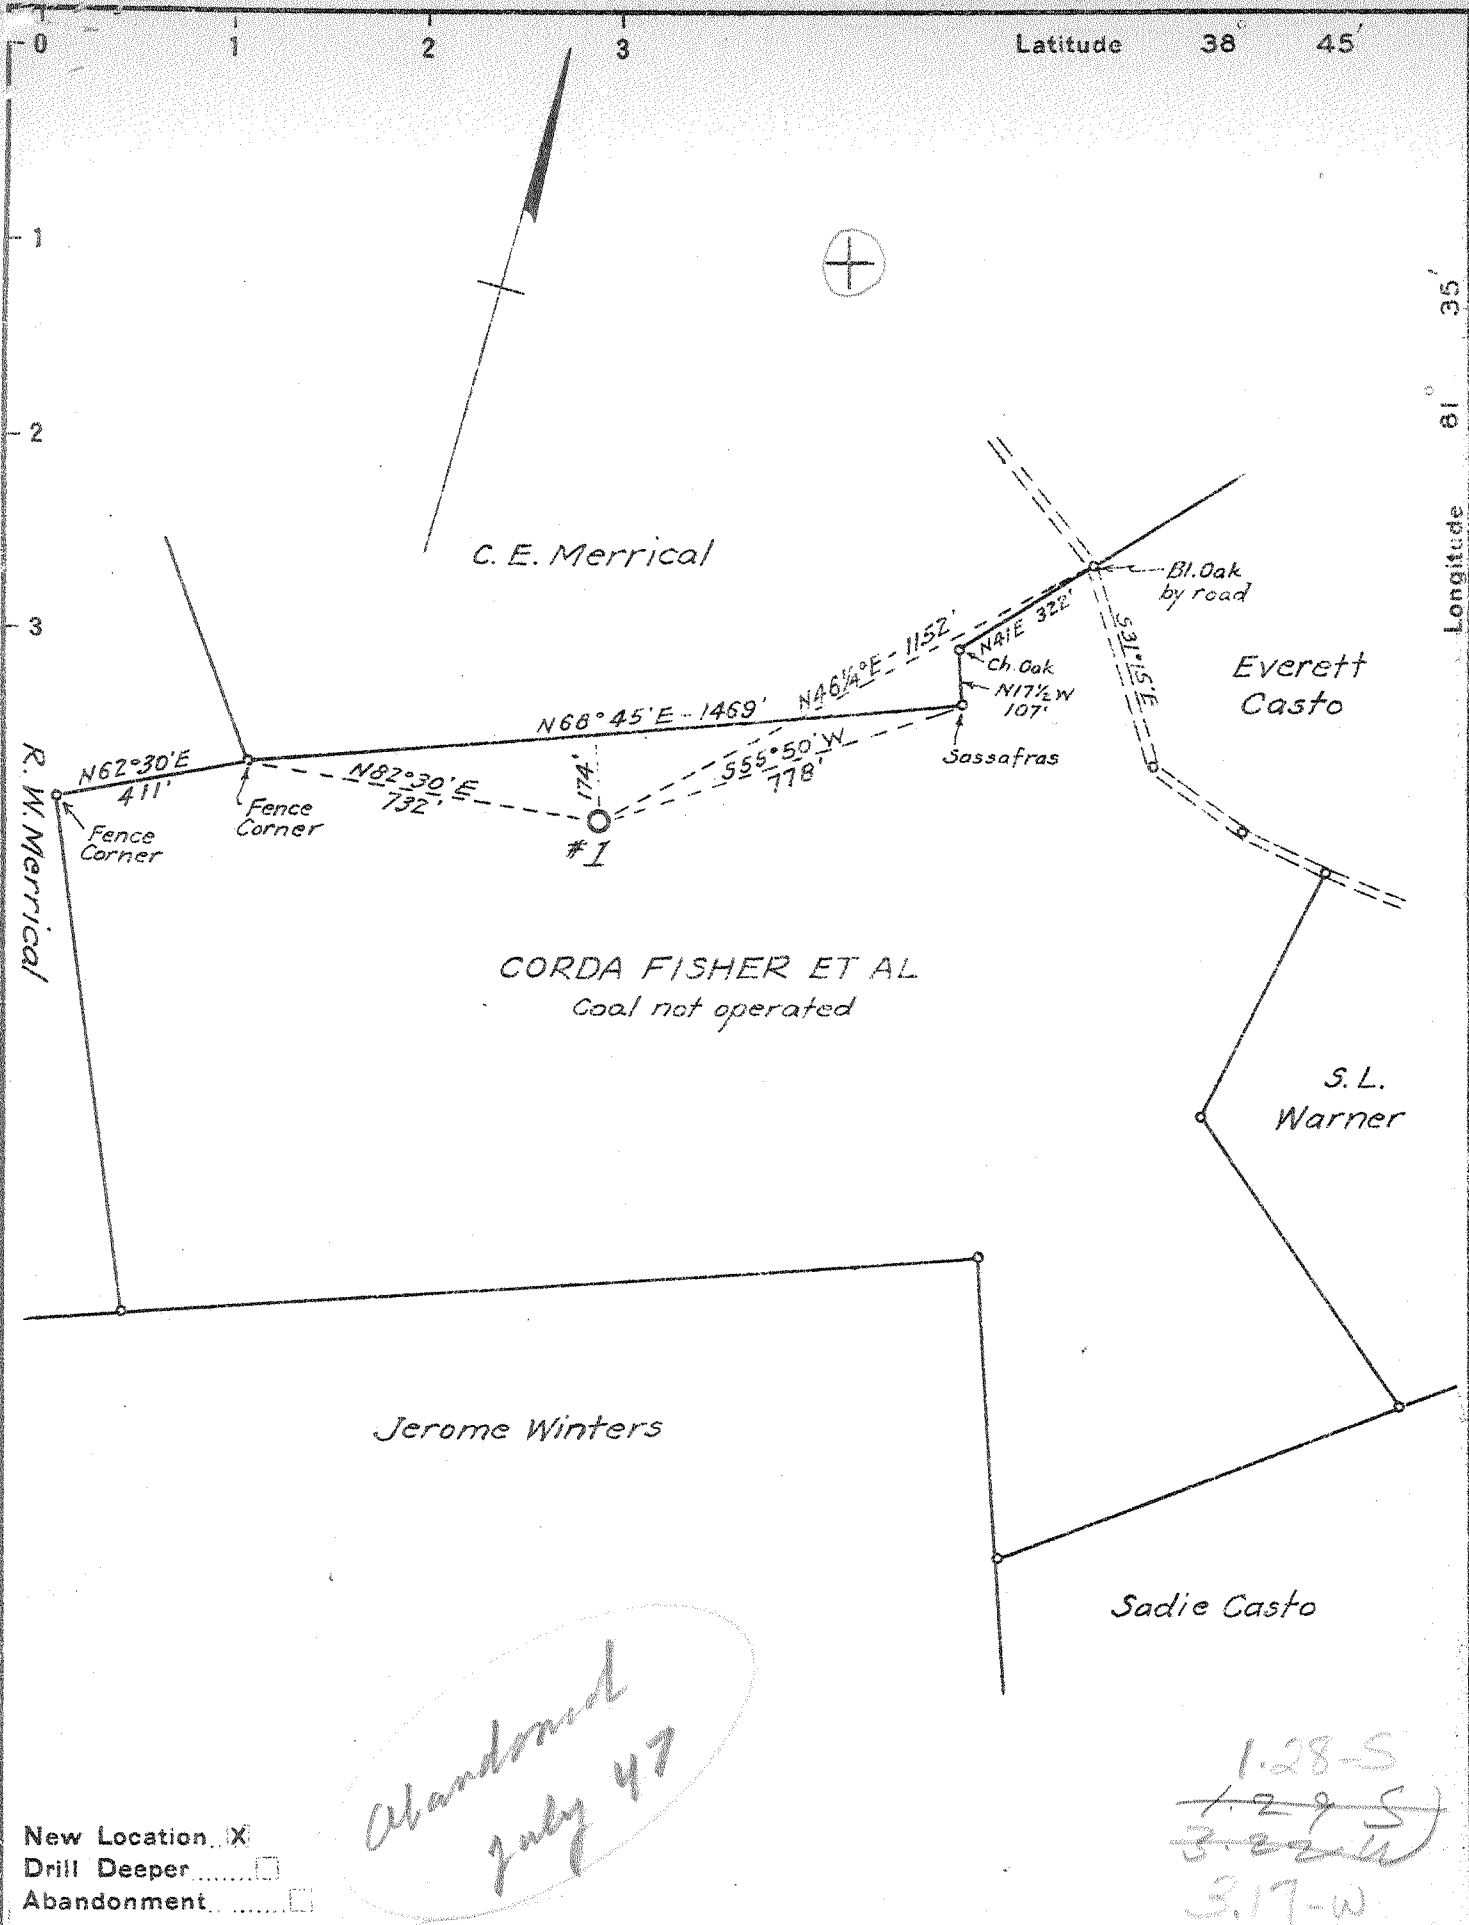 0 1 2 3 Latitude 38° 45'
1
2
3
Longitude 81° 35'
C. E. Merrical
Bl. Oak
by road
N41E 322'
Ch. Oak
N17½W
107'
Sassafras
S31°15'E
Everett
Casto
N46¼°E - 1152'
N68°45'E - 1469'
S55°50'W
778'
174'
N82°30'E
732'
N62°30'E
411'
Fence
Corner
Fence
Corner
R. W. Merrical
#1
CORDA FISHER ET AL
Coal not operated
S. L.
Warner
Jerome Winters
Sadie Casto
Abandoned
July 47
1.28-S
1.29 S
3.22 W
3.17-W
New Location X
Drill Deeper
Abandonment